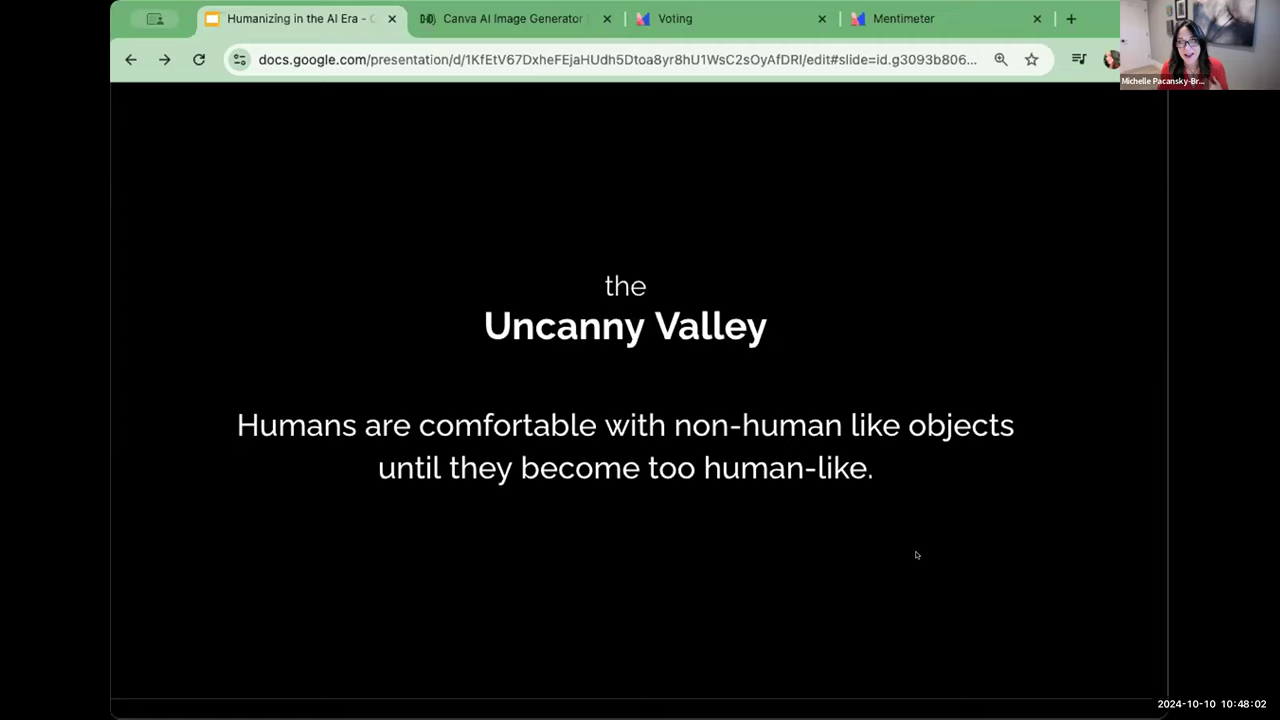 Humanizing in the AI Era - C
Canva AI Image Generator
Voting
Mentimeter
docs.google.com/presentation/d/1KfEtV67DxheFEjaHUdh5Dtoa8yr8hU1WsC2sOyAfDRI/edit#slide=id.g3093b806...
Michelle Pacansky-Br...
the
Uncanny Valley
Humans are comfortable with non-human like objects
until they become too human-like.
2024-10-10 10:48:02